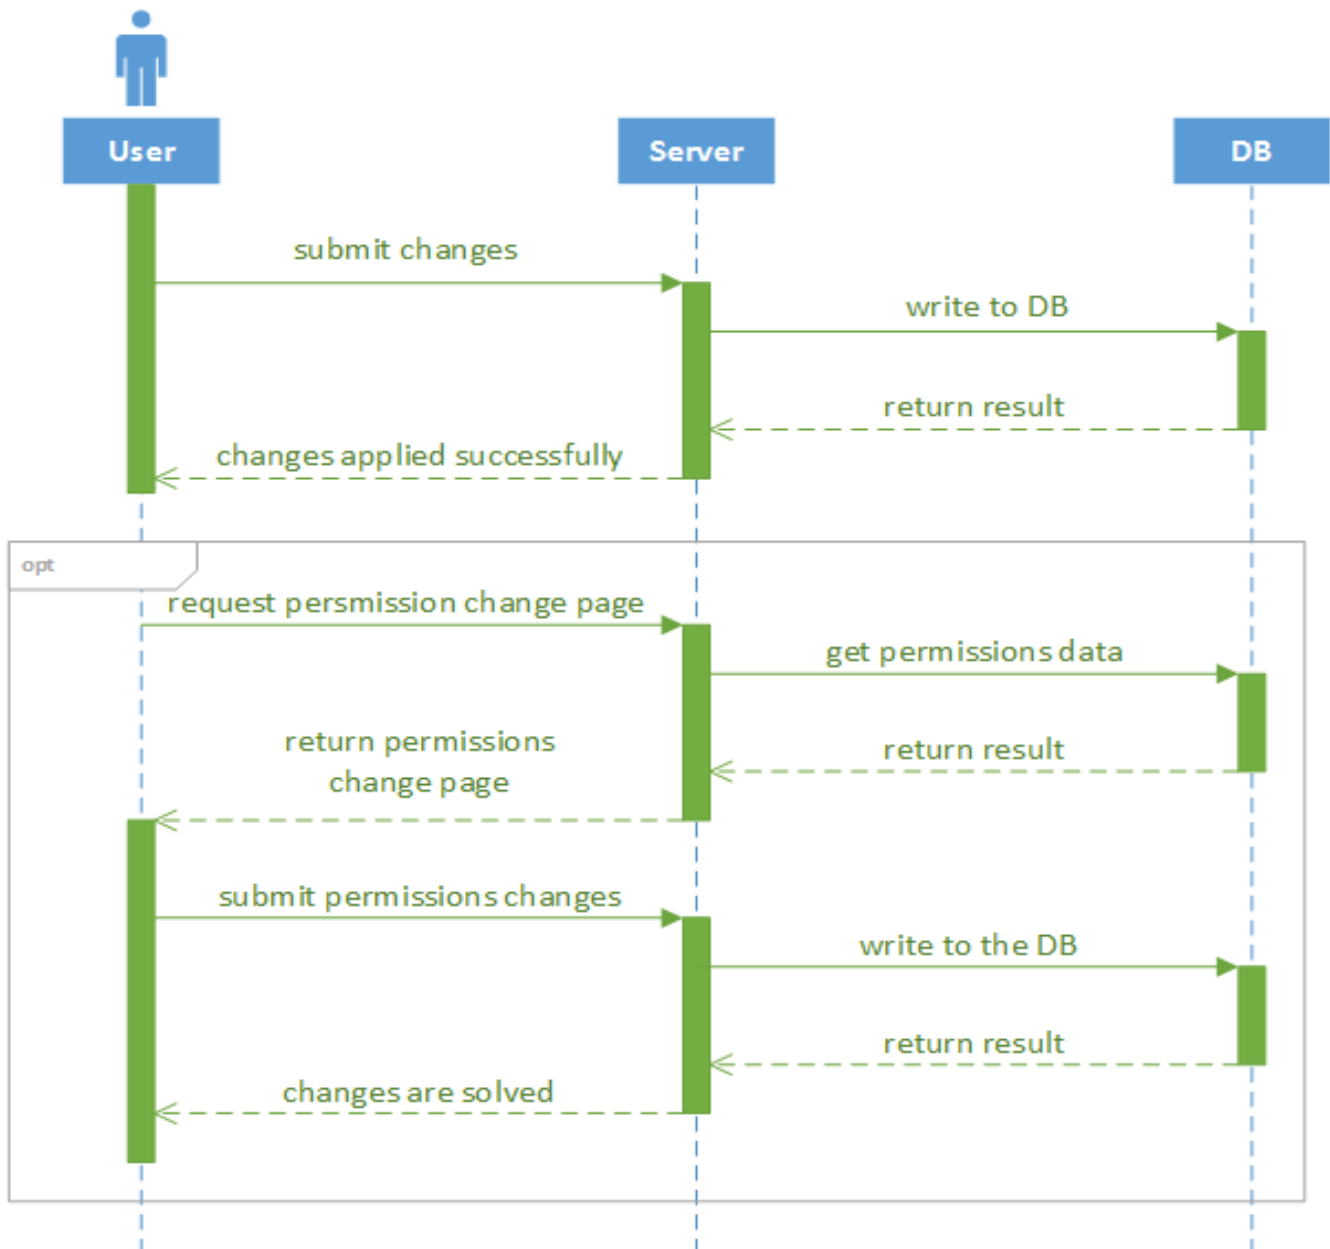 User
Server
DB
submit changes
write to DB
return result
changes applied successfully
opt
request persmission change page
get permissions data
return permissions
change page
return result
submit permissions changes
write to the DB
return result
changes are solved